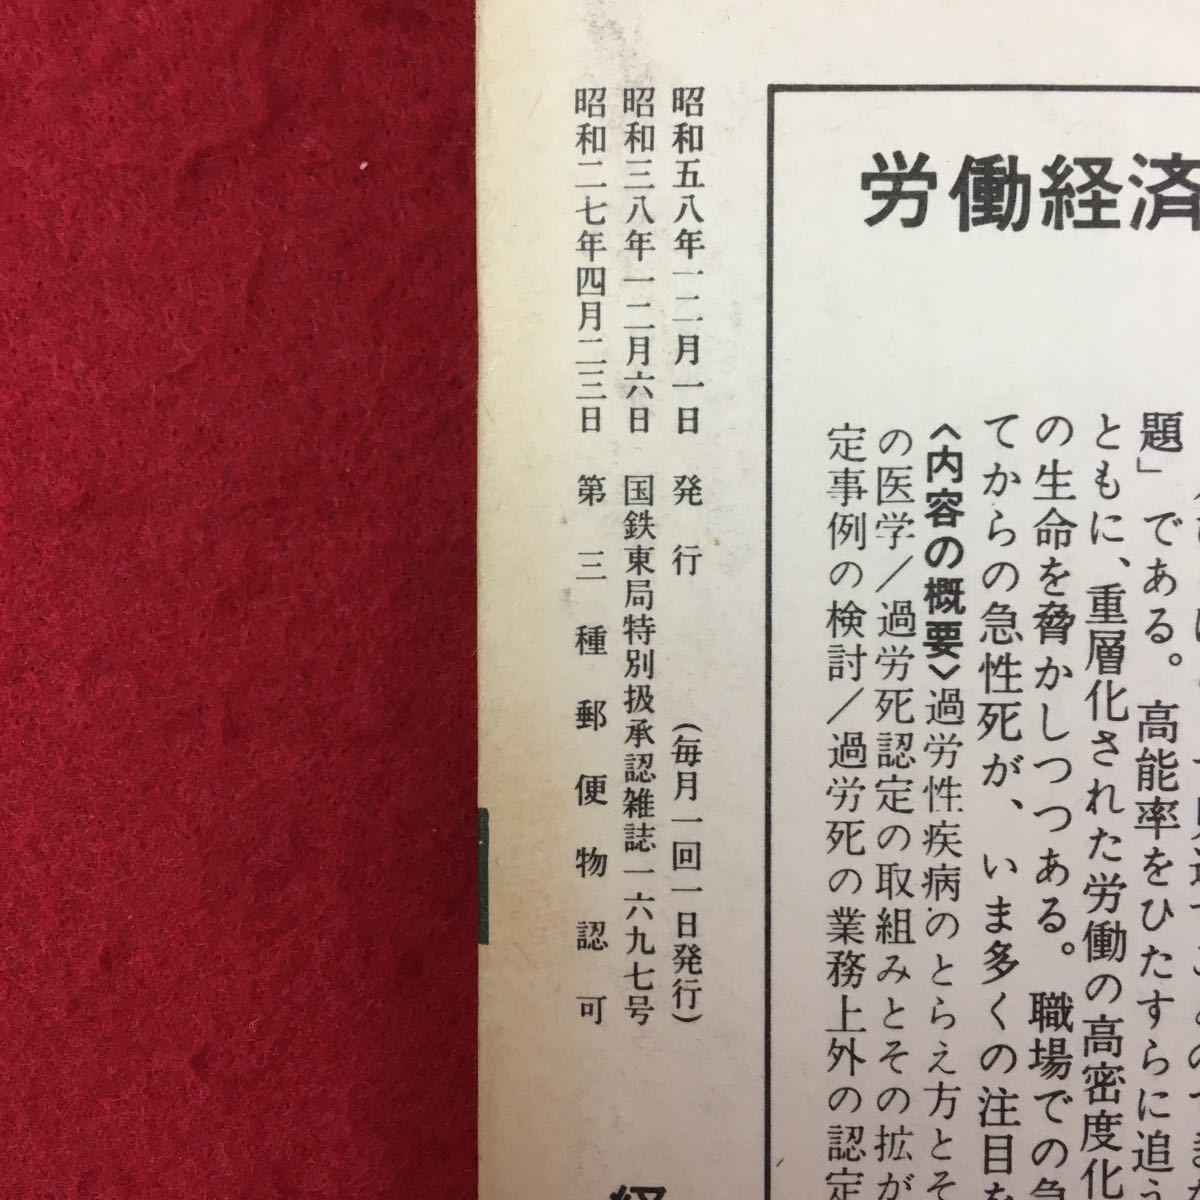 労働経済
題」である。高能率をひたすらに追え
ともに、重層化された労働の高密度化
の生命を脅かしつつある。職場での急
てからの急性死が、いま多くの注目を
〈内容の概要〉過労性疾病のとらえ方とそ
の医学/過労死認定の取組みとその拡が
定事例の検討/過労死の業務上外の認定
昭和五八年一二月一日 発行 (毎月一回一日発行)
昭和三八年一二月六日 国鉄東局特別扱承認雑誌一六九七号
昭和二七年四月二三日 第三種郵便物認可
経